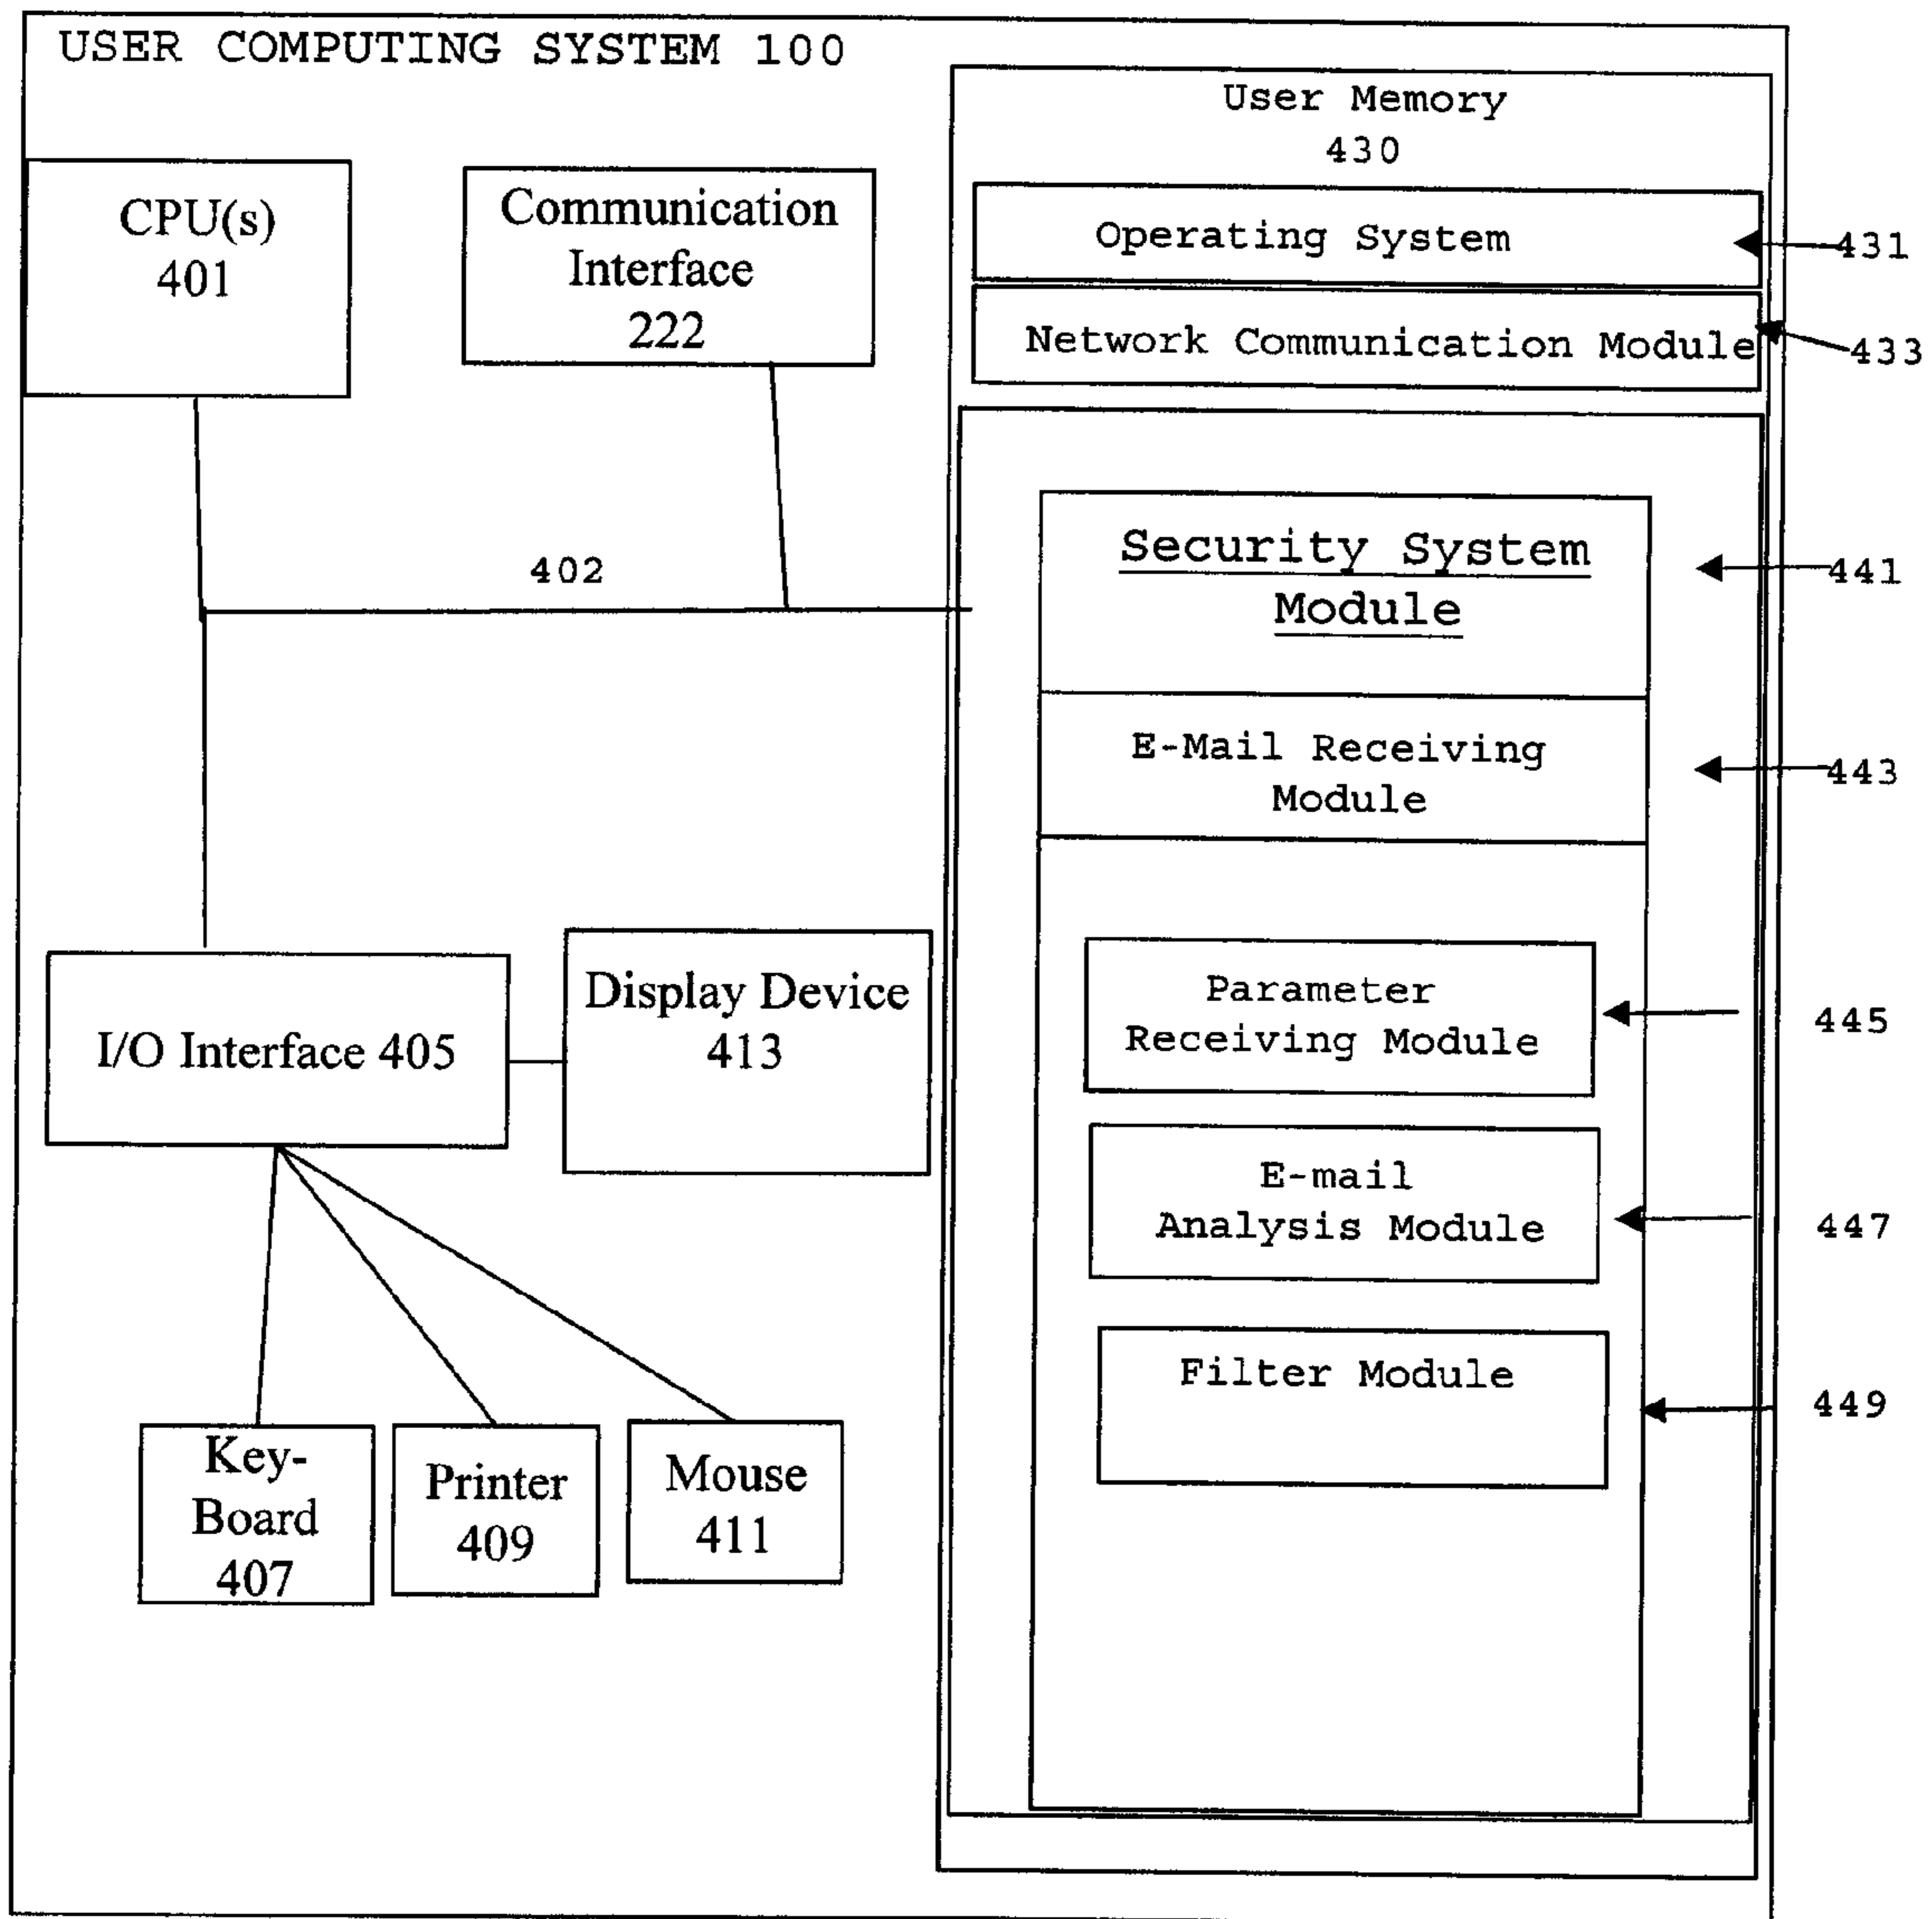 USER COMPUTING SYSTEM 100
User Memory
430
CPU(s)
401
Communication
Interface
222
Operating System
431
Network Communication Module
433
402
Security System
Module
441
E-Mail Receiving
Module
443
I/O Interface 405
Display Device
413
Parameter
Receiving Module
445
E-mail
Analysis Module
447
Filter Module
449
Key-
Board
407
Printer
409
Mouse
411